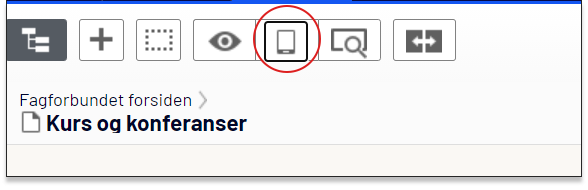 Fagforbundet forsiden
Kurs og konferanser